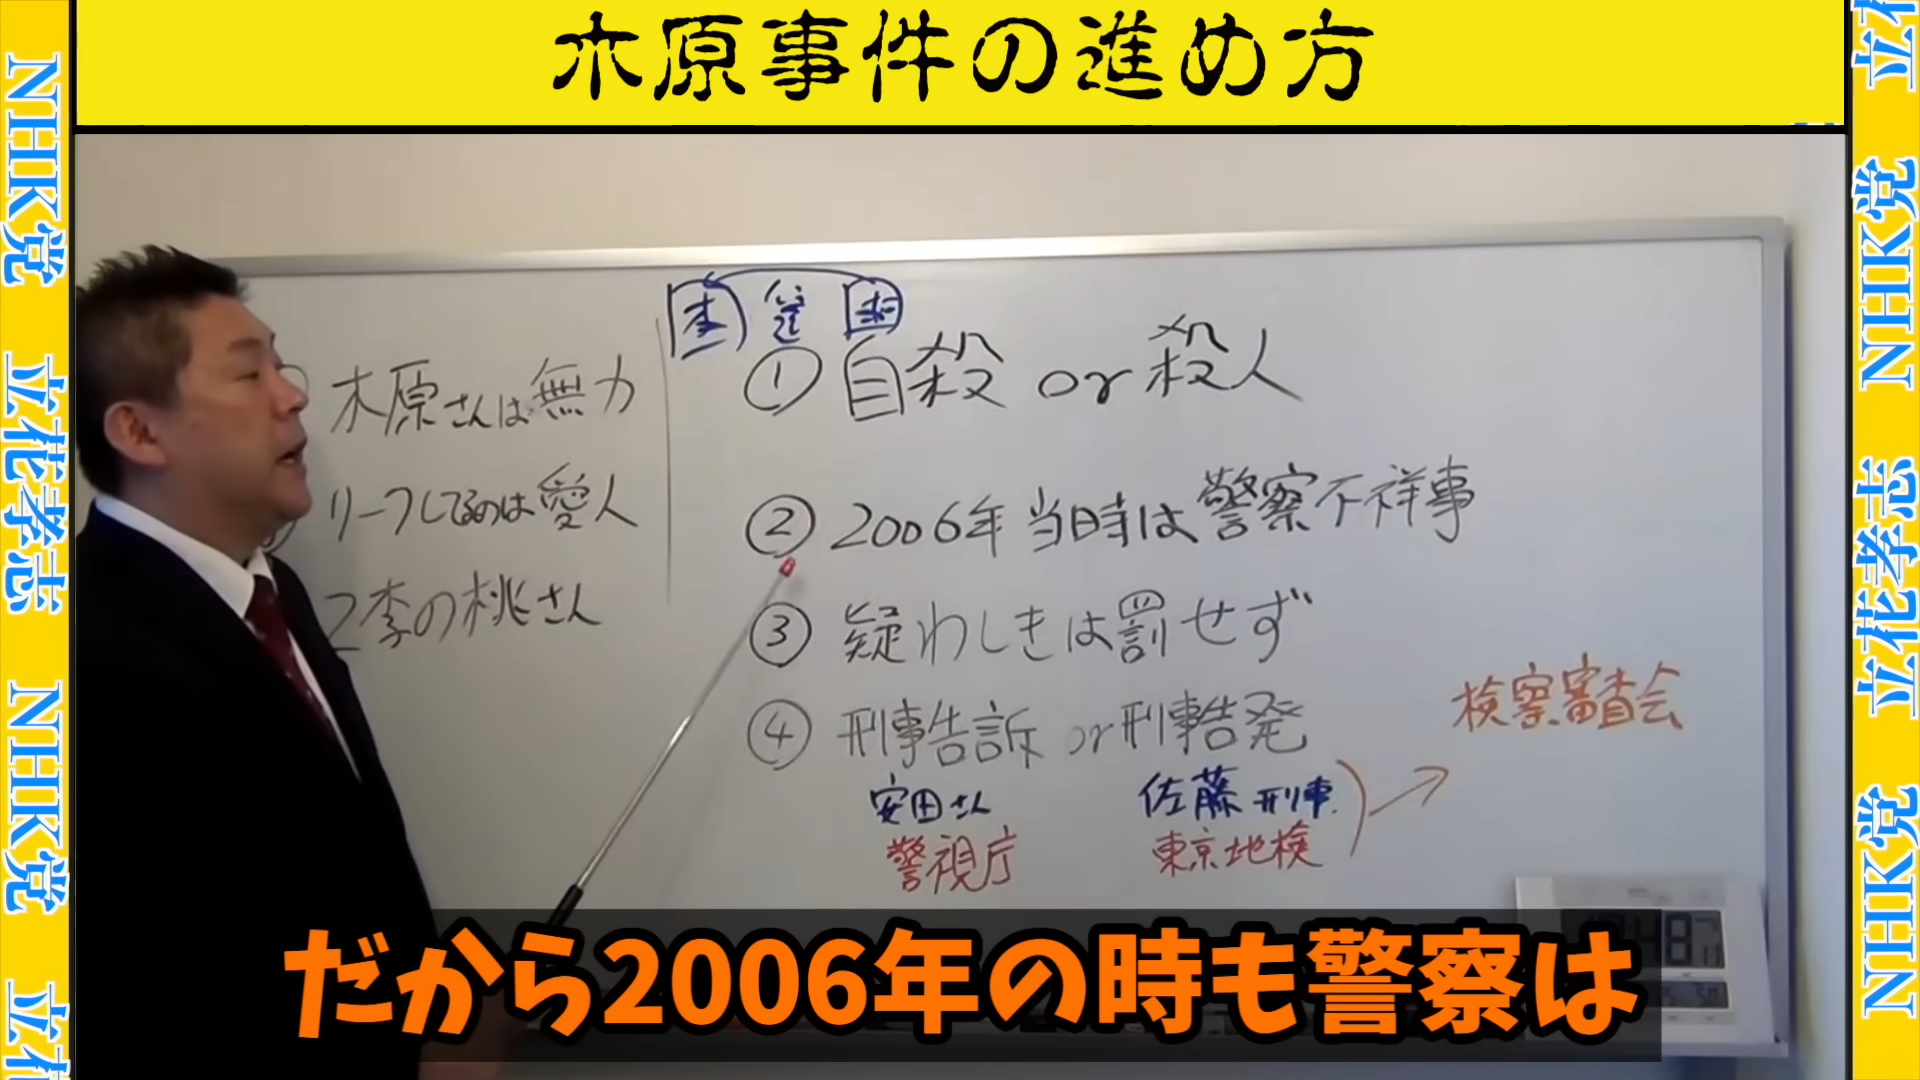 木原事件の進め方
木原さんは無力
リークしてるのは愛人
2 李の桃さん
① 自殺 or 殺人
② 2006年当時は警察不祥事
③ 疑わしきは罰せず
④ 刑事告訴 or 刑事告発
安田さん 佐藤刑事
警視庁 東京地検
検察審査会
だから2006年の時も警察は
NHK党 立花孝志 NHK党 立花
立花 NHK党 立花孝志 NHK党